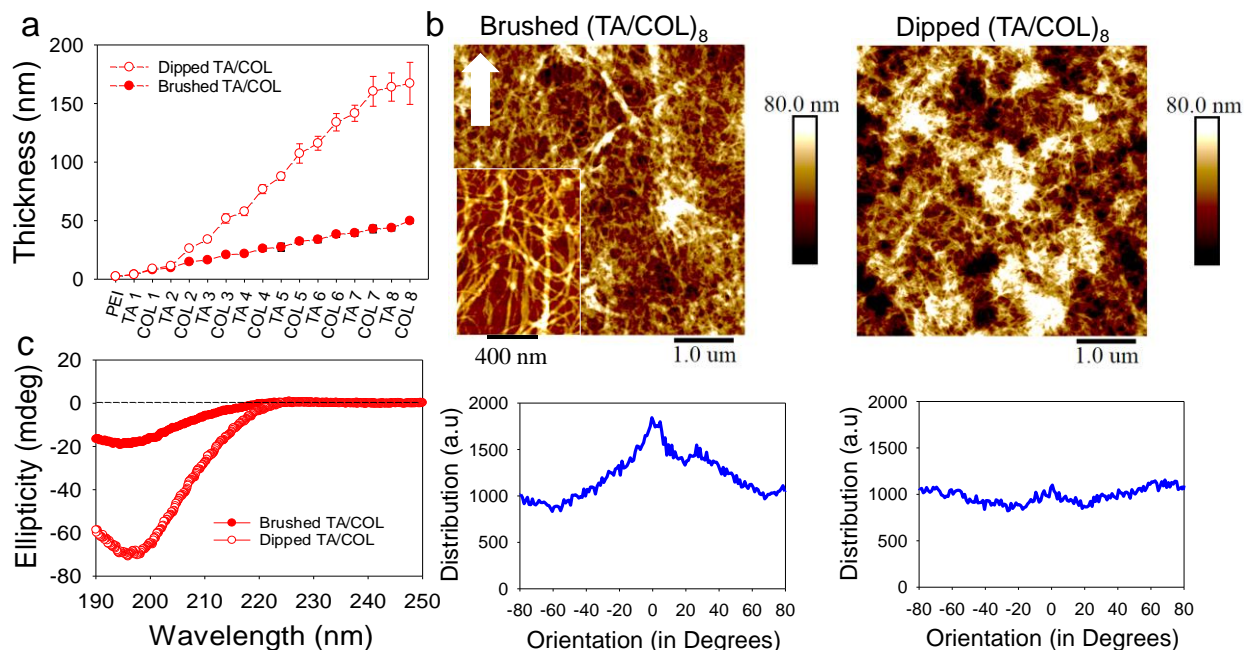 a
Thickness (nm)
200
150
100
50
0
Dipped TA/COL
Brushed TA/COL
PEI
TA 1
COL 1
TA 2
COL 2
TA 3
COL 3
TA 4
COL 4
TA 5
COL 5
TA 6
COL 6
TA 7
COL 7
TA 8
COL 8
b
Brushed (TA/COL)8
80.0 nm
400 nm
1.0 um
Dipped (TA/COL)8
80.0 nm
1.0 um
c
Ellipticity (mdeg)
20
0
-20
-40
-60
-80
Brushed TA/COL
Dipped TA/COL
190 200 210 220 230 240 250
Wavelength (nm)
Distribution (a.u)
2000
1500
1000
500
0
-80 -60 -40 -20 0 20 40 60 80
Orientation (in Degrees)
Distribution (a.u
2000
1500
1000
500
0
-80 -60 -40 -20 0 20 40 60 80
Orientation (in Degrees)